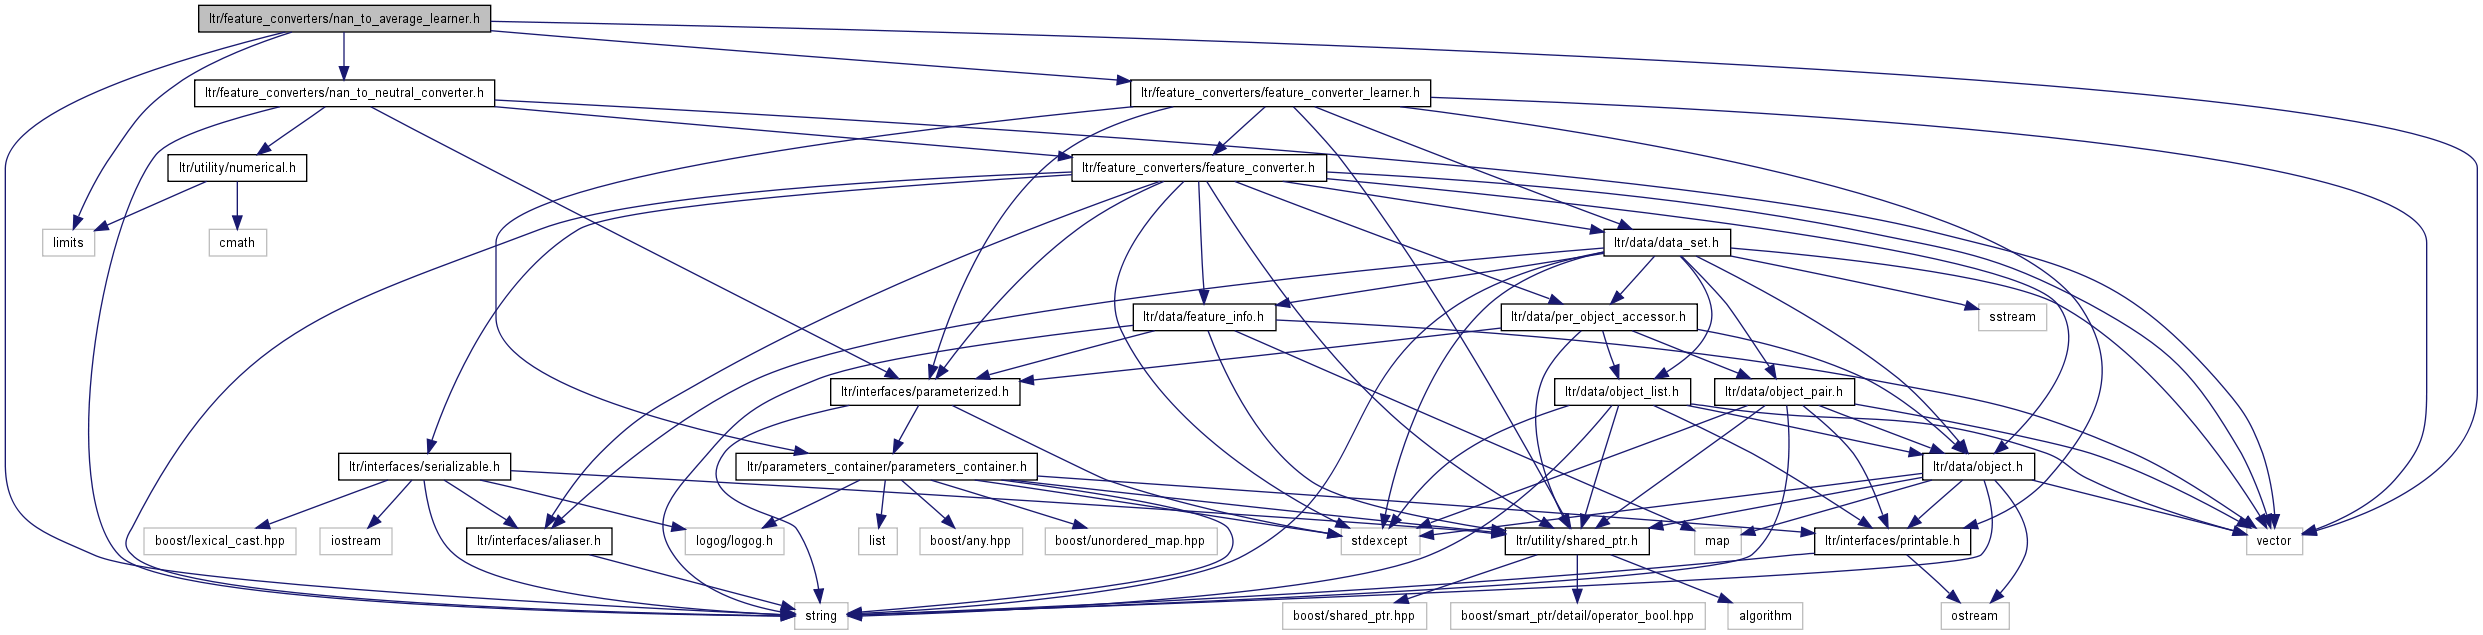 ltr/feature_converters/nan_to_average_learner.h
ltr/feature_converters/nan_to_neutral_converter.h
ltr/feature_converters/feature_converter_learner.h
ltr/utility/numerical.h
ltr/feature_converters/feature_converter.h
limits
cmath
ltr/data/data_set.h
ltr/data/feature_info.h
ltr/data/per_object_accessor.h
sstream
ltr/interfaces/parameterized.h
ltr/data/object_list.h
ltr/data/object_pair.h
ltr/interfaces/serializable.h
ltr/parameters_container/parameters_container.h
ltr/data/object.h
boost/lexical_cast.hpp
iostream
ltr/interfaces/aliaser.h
logog/logog.h
list
boost/any.hpp
boost/unordered_map.hpp
stdexcept
ltr/utility/shared_ptr.h
map
ltr/interfaces/printable.h
vector
string
boost/shared_ptr.hpp
boost/smart_ptr/detail/operator_bool.hpp
algorithm
ostream